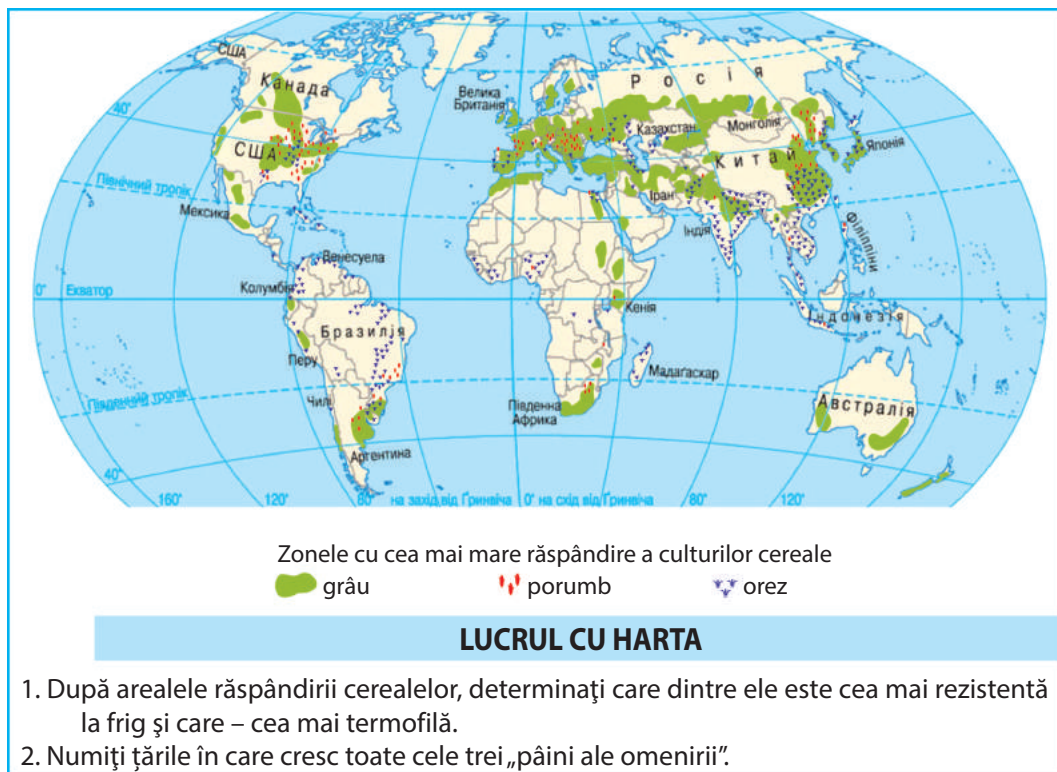 США
Канада
40°
США
Північний тропік
Мексика
Велика
Британія
Росія
Казахстан
Монголія
Китай
Японія
Іран
Індія
Філіппіни
0° Екватор
Венесуела
Колумбія
Бразилія
Перу
Чилі
Аргентина
Кенія
Індонезія
Мадаґаскар
Південний тропік
Південна
Африка
Австралія
40°
160° 120° 80° на захід від Ґринвіча 0° на схід від Ґринвіча 80° 120°
Zonele cu cea mai mare răspândire a culturilor cereale
grâu porumb orez
LUCRUL CU HARTA
1. După arealele răspândirii cerealelor, determinaţi care dintre ele este cea mai rezistentă
la frig şi care – cea mai termofilă.
2. Numiţi țările în care cresc toate cele trei „pâini ale omenirii”.